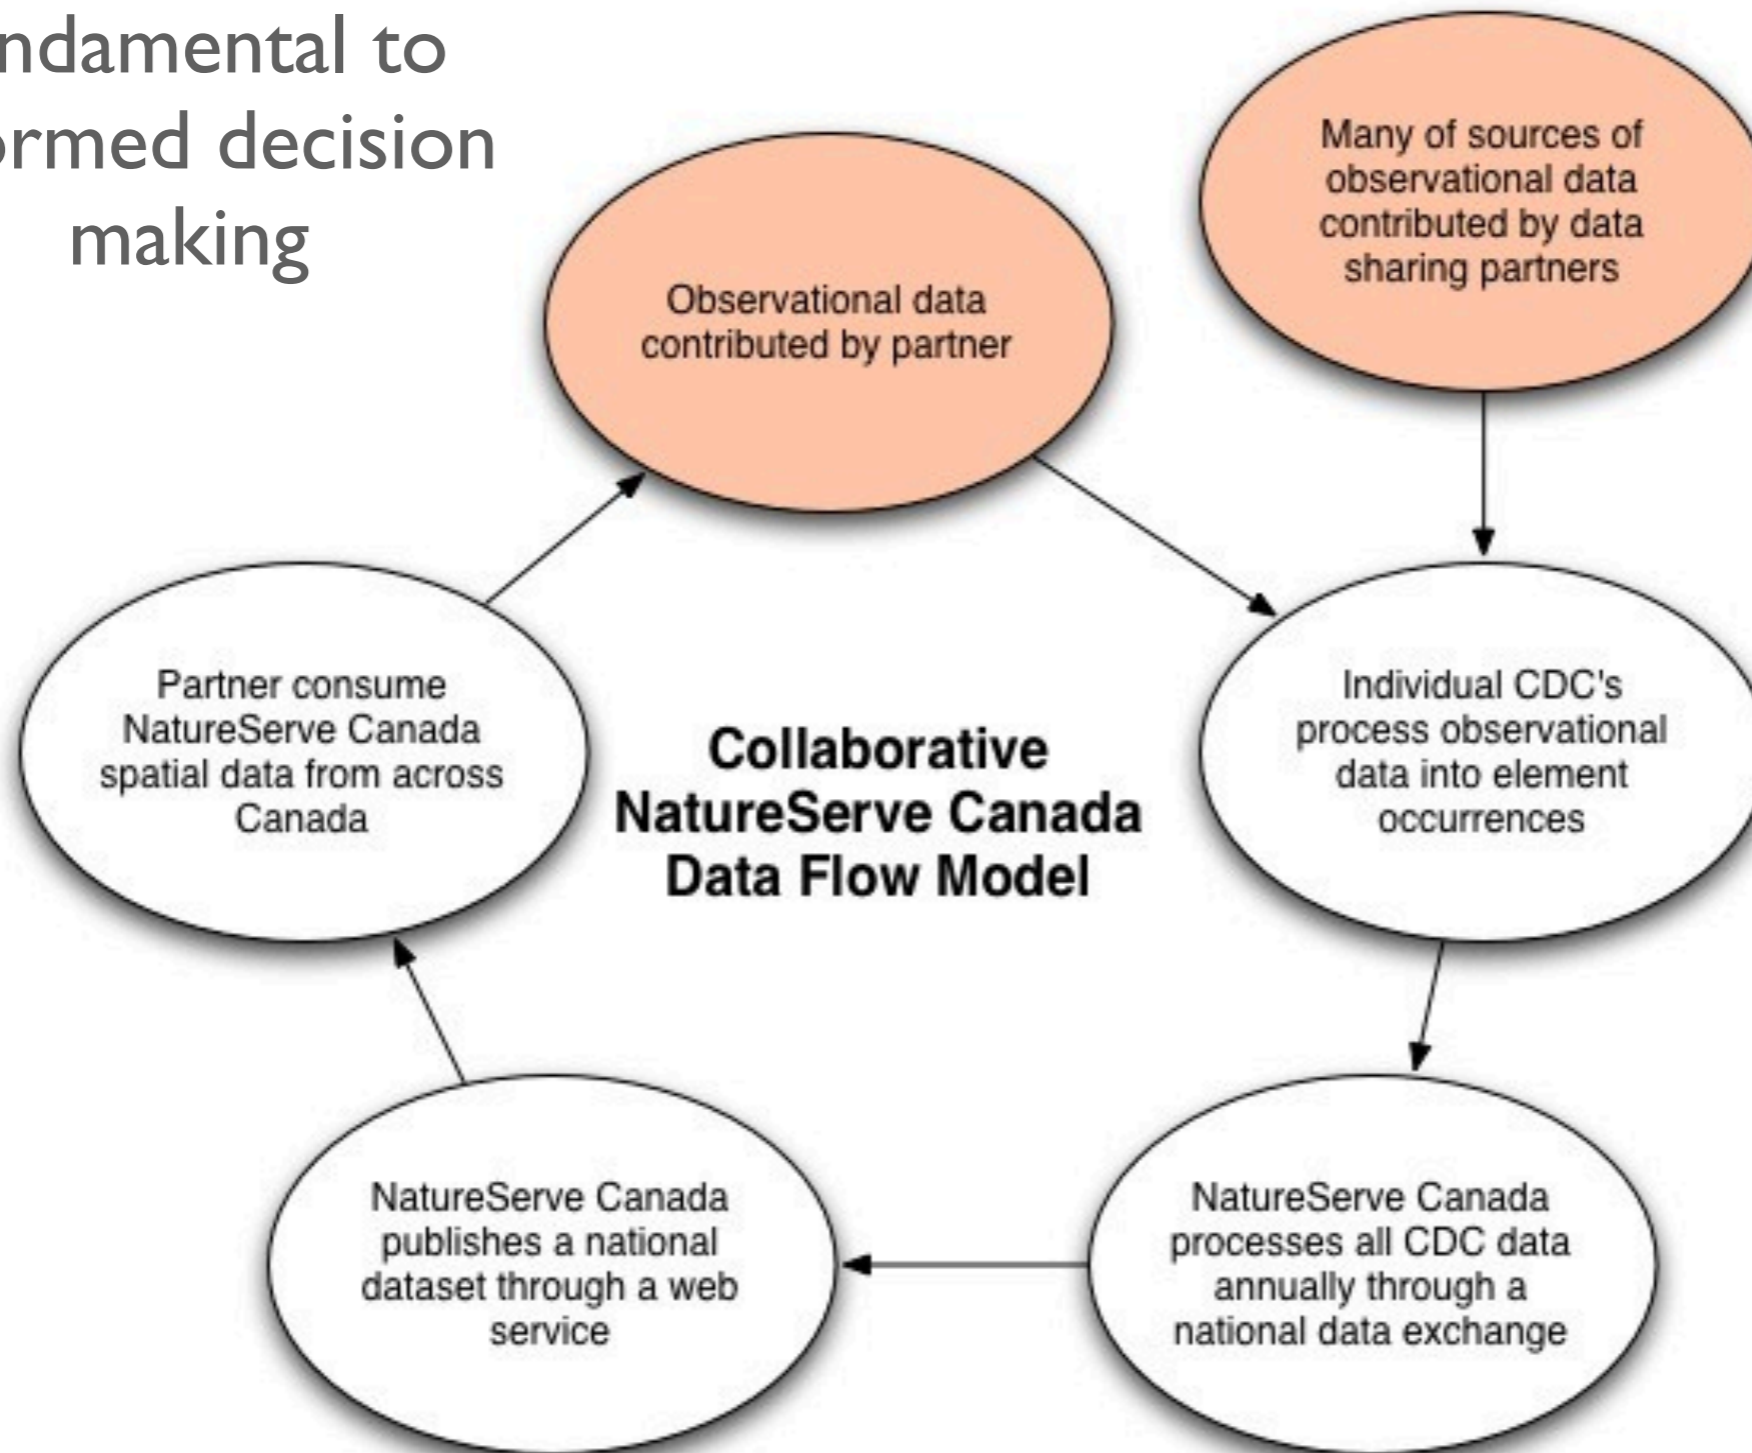 ndamental to
ormed decision
making
Many of sources of
observational data
contributed by data
sharing partners
Observational data
contributed by partner
Partner consume
NatureServe Canada
spatial data from across
Canada
Collaborative
NatureServe Canada
Data Flow Model
Individual CDC's
process observational
data into element
occurrences
NatureServe Canada
publishes a national
dataset through a web
service
NatureServe Canada
processes all CDC data
annually through a
national data exchange